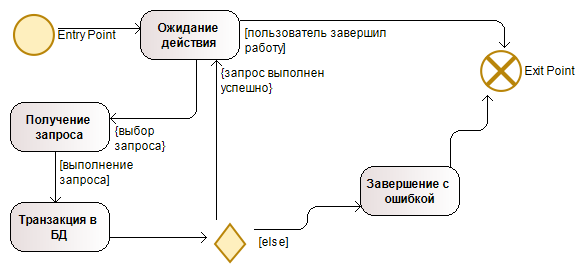 Entry Point
Ожидание
действия
[пользователь завершил
работу]
Exit Point
{запрос выполнен
успешно}
Получение
запроса
{выбор
запроса}
[выполнение
запроса]
Завершение с
ошибкой
Транзакция в
БД
[else]